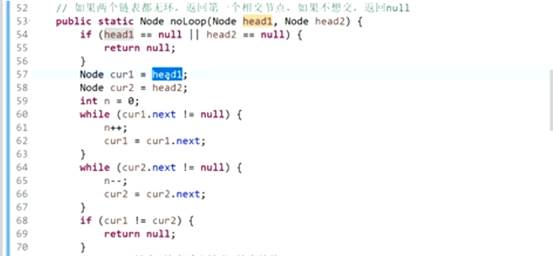 52 // 如果两个链表都无环，返回第一个相交节点，如果不想交，返回null
53 public static Node noLoop(Node head1, Node head2) {
54 if (head1 == null || head2 == null) {
55 return null;
56 }
57 Node cur1 = head1;
58 Node cur2 = head2;
59 int n = 0;
60 while (cur1.next != null) {
61 n++;
62 cur1 = cur1.next;
63 }
64 while (cur2.next != null) {
65 n--;
66 cur2 = cur2.next;
67 }
68 if (cur1 != cur2) {
69 return null;
70 }